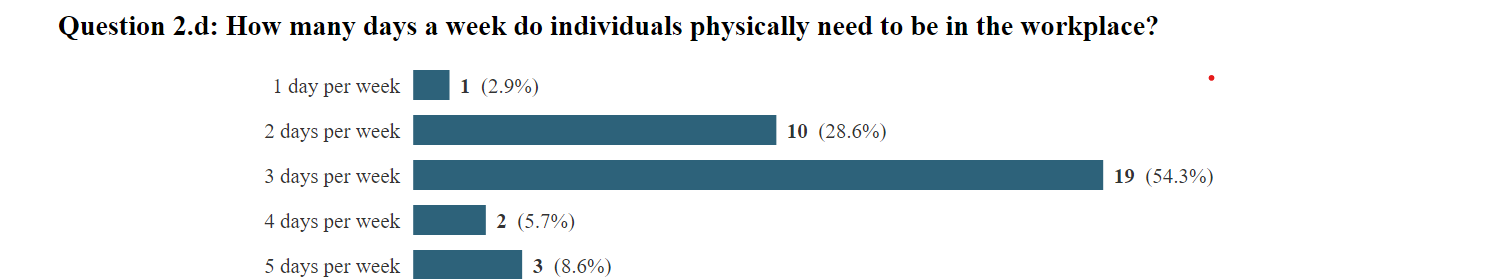 Question 2.d: How many days a week do individuals physically need to be in the workplace?
1 day per week 1 (2.9%)
2 days per week 10 (28.6%)
3 days per week 19 (54.3%)
4 days per week 2 (5.7%)
5 days per week 3 (8.6%)